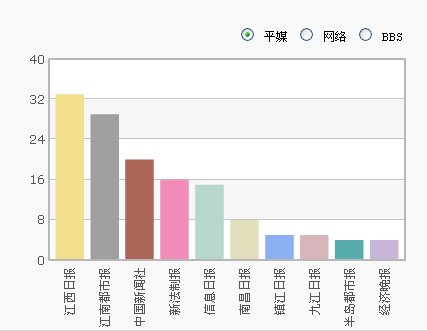 平媒 网络 BBS
40
32
24
16
8
0
江西日报
江南都市报
中国新闻社
新法制报
信息日报
南昌日报
镇江日报
九江日报
半岛都市报
经济晚报